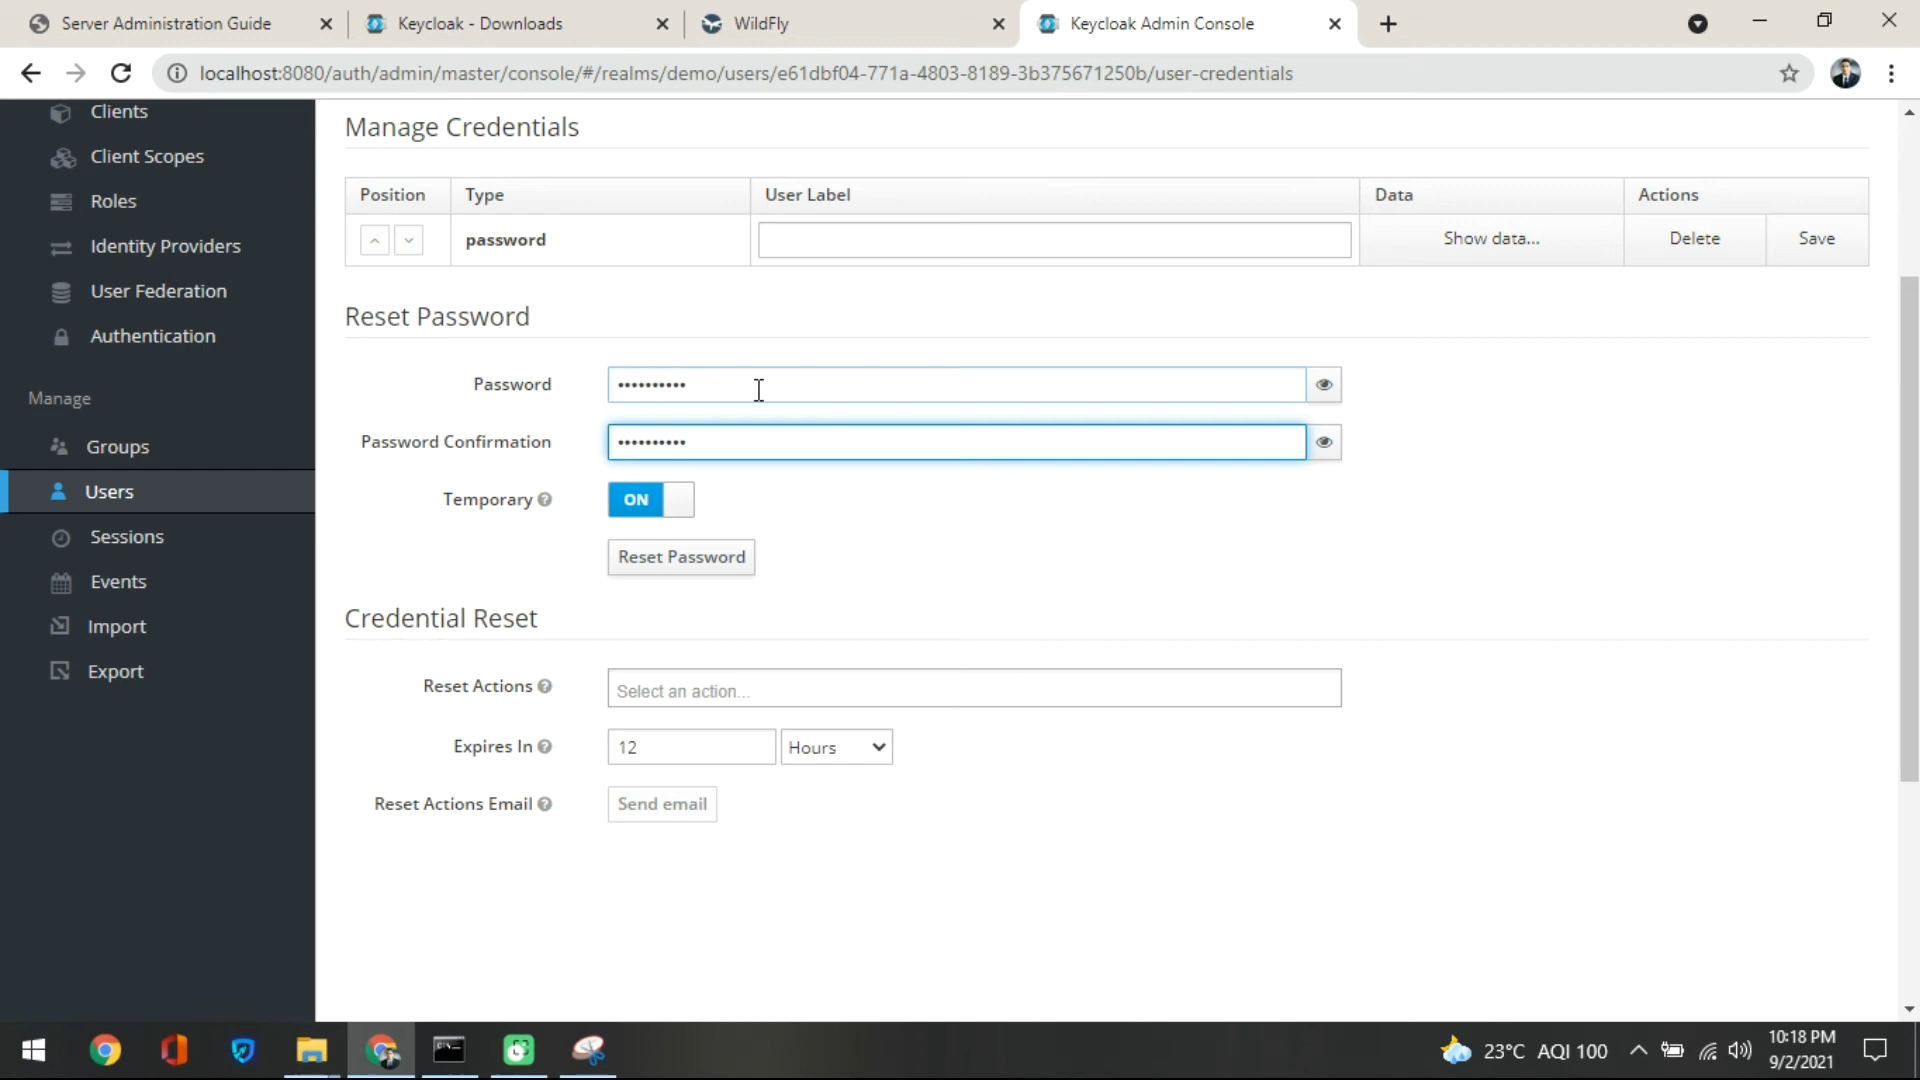 Server Administration Guide
Keycloak - Downloads
WildFly
Keycloak Admin Console
localhost:8080/auth/admin/master/console/#/realms/demo/users/e61dbf04-771a-4803-8189-3b375671250b/user-credentials
Clients
Client Scopes
Roles
Identity Providers
User Federation
Authentication
Manage
Groups
Users
Sessions
Events
Import
Export
Manage Credentials
Position Type User Label Data Actions
password Show data... Delete Save
Reset Password
Password ••••••••••
Password Confirmation ••••••••••
Temporary ON
Reset Password
Credential Reset
Reset Actions Select an action...
Expires In 12 Hours
Reset Actions Email Send email
23°C AQI 100
10:18 PM
9/2/2021